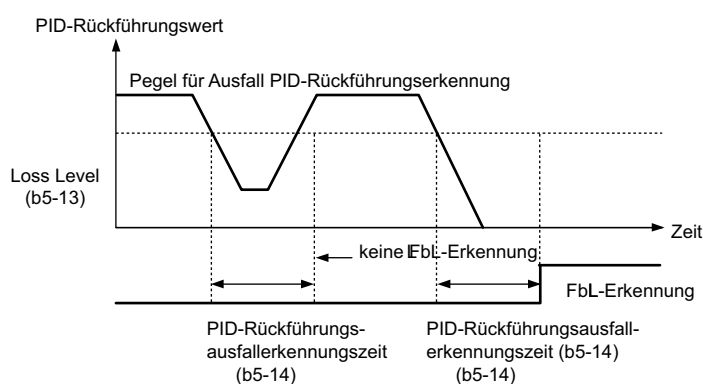 PID-Rückführungswert
Pegel für Ausfall PID-Rückführungserkennung
Loss Level
(b5-13)
Zeit
keine FbL-Erkennung
FbL-Erkennung
PID-Rückführungs-
ausfallerkennungszeit
(b5-14)
PID-Rückführungsausfall-
erkennungszeit (b5-14)
(b5-14)